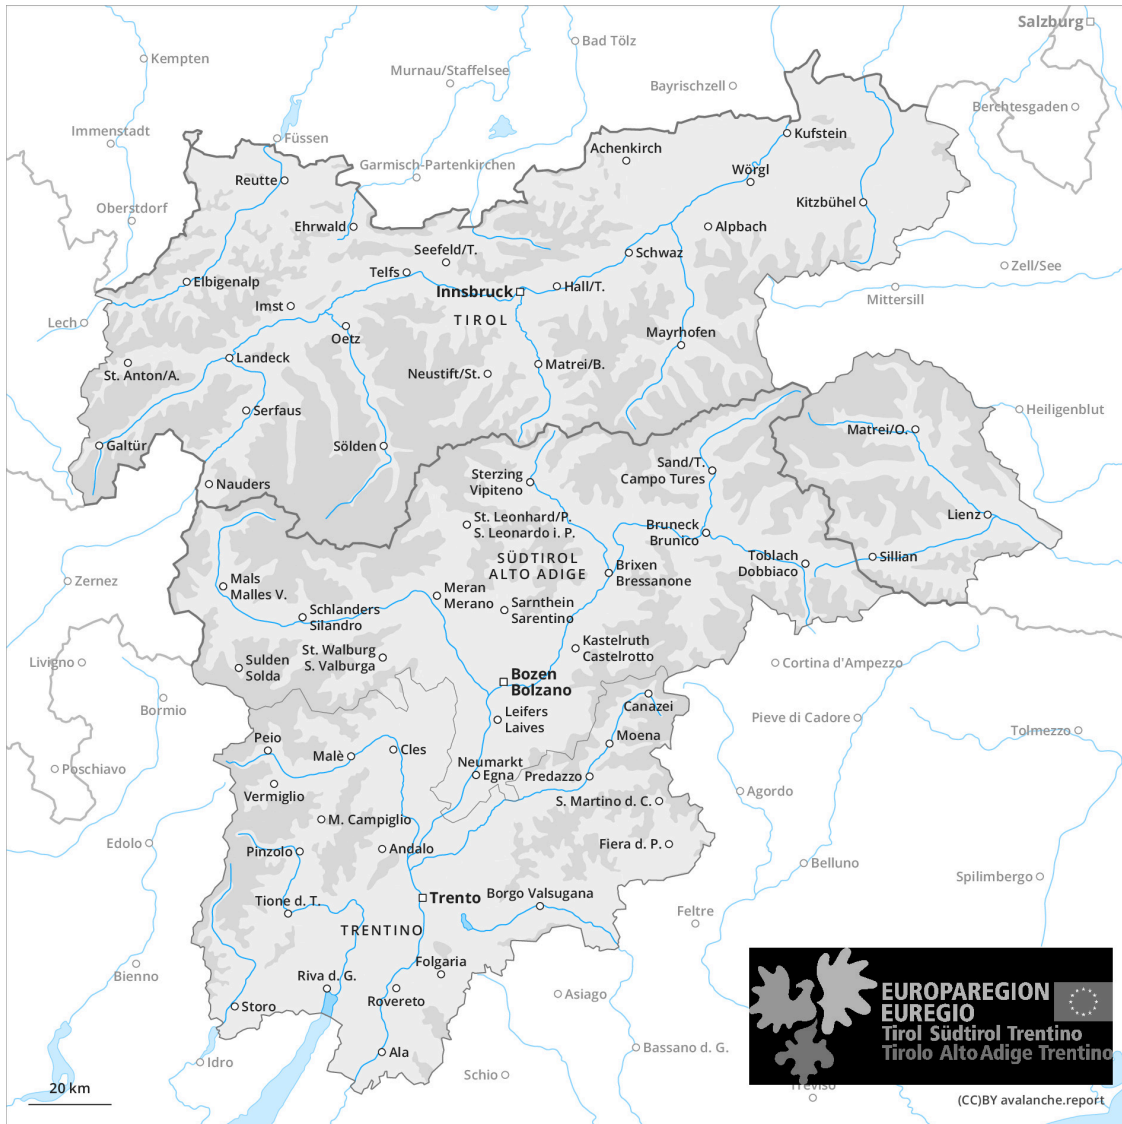 Salzburg
Bad Tölz
Kempten
Murnau/Staffelsee
Bayrischzell
Berchtesgaden
Immenstadt
Füssen
Kufstein
Achenkirch
Garmisch-Partenkirchen
Wörgl
Reutte
Kitzbühel
Oberstdorf
Ehrwald
Alpbach
Seefeld/T.
Schwaz
Zell/See
Telfs
Elbigenalp
Hall/T.
Innsbruck
Mittersill
Imst
TIROL
Lech
Mayrhofen
Oetz
Landeck
Matrei/B.
St. Anton/A.
Neustift/St.
Serfaus
Heiligenblut
Matrei/O.
Galtür
Sölden
Sand/T.
Campo Tures
Sterzing
Vipiteno
Nauders
Lienz
St. Leonhard/P.
S. Leonardo i. P.
Bruneck
Brunico
SÜDTIROL
ALTO ADIGE
Toblach
Dobbiaco
Sillian
Brixen
Bressanone
Zernez
Mals
Malles V.
Meran
Merano
Sarnthein
Sarentino
Schlanders
Silandro
Kastelruth
Castelrotto
St. Walburg
S. Valburga
Livigno
Sulden
Solda
Cortina d'Ampezzo
Bozen
Bolzano
Bormio
Canazei
Leifers
Laives
Pieve di Cadore
Tolmezzo
Peio
Moena
Malè
Cles
Neumarkt
Egna
Poschiavo
Predazzo
Vermiglio
Agordo
S. Martino d. C.
M. Campiglio
Edolo
Fiera d. P.
Pinzolo
Andalo
Belluno
Spilimbergo
Borgo Valsugana
Tione d. T.
Trento
Feltre
TRENTINO
Folgaria
Bienno
Riva d. G.
Rovereto
Asiago
Storo
EUROPAREGION
EUREGIO
Tirol Südtirol Trentino
Tirolo Alto Adige Trentino
Ala
Idro
Bassano d. G.
Schio
Treviso
20 km
(CC)BY avalanche.report